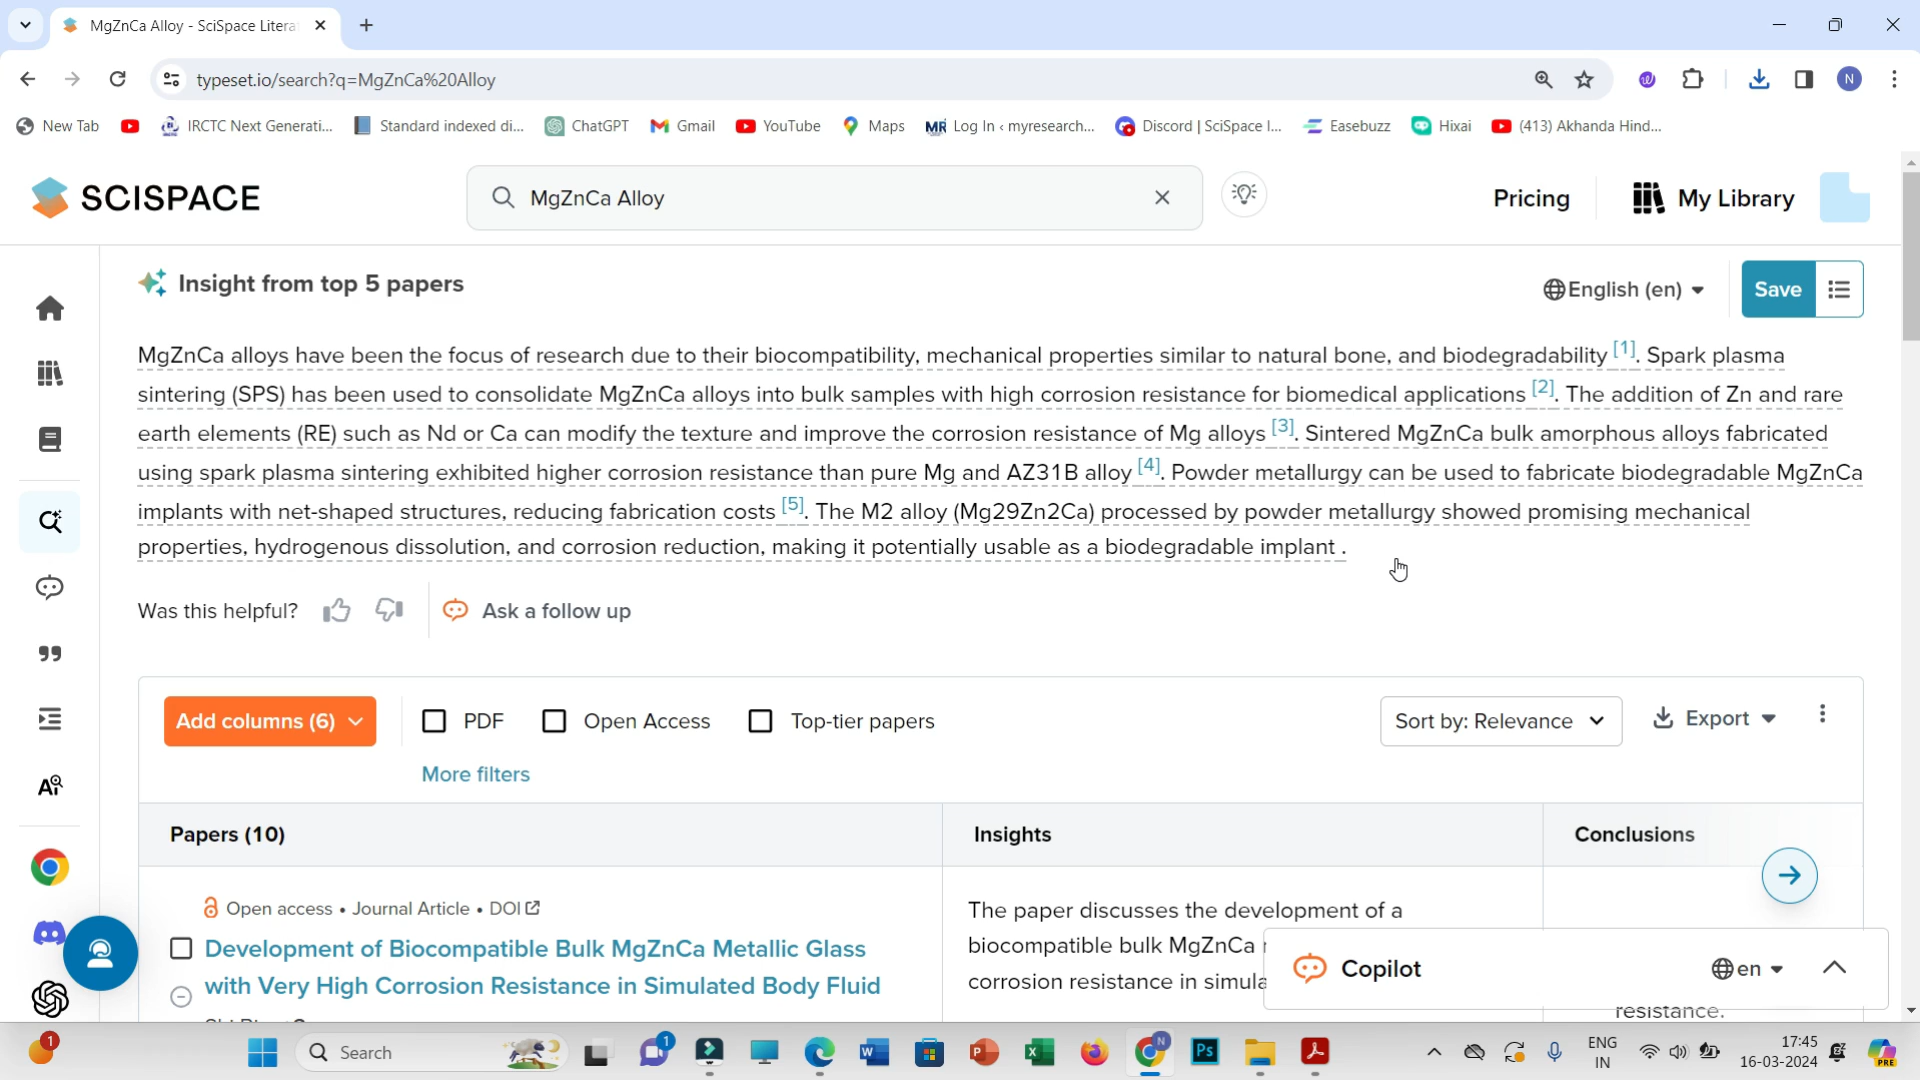 MgZnCa Alloy - SciSpace Litera
typeset.io/search?q=MgZnCa%20Alloy
N
New Tab
IRCTC Next Generati...
Standard indexed di...
ChatGPT
Gmail
YouTube
Maps
MR Log In ‹ myresearch...
Discord | SciSpace I...
Easebuzz
Hixai
(413) Akhanda Hind...
SCISPACE
MgZnCa Alloy
Pricing
My Library
Insight from top 5 papers
English (en)
Save
MgZnCa alloys have been the focus of research due to their biocompatibility, mechanical properties similar to natural bone, and biodegradability [1]. Spark plasma
sintering (SPS) has been used to consolidate MgZnCa alloys into bulk samples with high corrosion resistance for biomedical applications [2]. The addition of Zn and rare
earth elements (RE) such as Nd or Ca can modify the texture and improve the corrosion resistance of Mg alloys [3]. Sintered MgZnCa bulk amorphous alloys fabricated
using spark plasma sintering exhibited higher corrosion resistance than pure Mg and AZ31B alloy [4]. Powder metallurgy can be used to fabricate biodegradable MgZnCa
implants with net-shaped structures, reducing fabrication costs [5]. The M2 alloy (Mg29Zn2Ca) processed by powder metallurgy showed promising mechanical
properties, hydrogenous dissolution, and corrosion reduction, making it potentially usable as a biodegradable implant .
Was this helpful?
Ask a follow up
Add columns (6)
PDF
Open Access
Top-tier papers
Sort by: Relevance
Export
More filters
Papers (10)
Insights
Conclusions
Open access • Journal Article • DOI
Development of Biocompatible Bulk MgZnCa Metallic Glass
with Very High Corrosion Resistance in Simulated Body Fluid
The paper discusses the development of a
biocompatible bulk MgZnCa
corrosion resistance in simula
resistance.
Copilot
en
1
Search
1
N
ENG
IN
17:45
16-03-2024
PRE